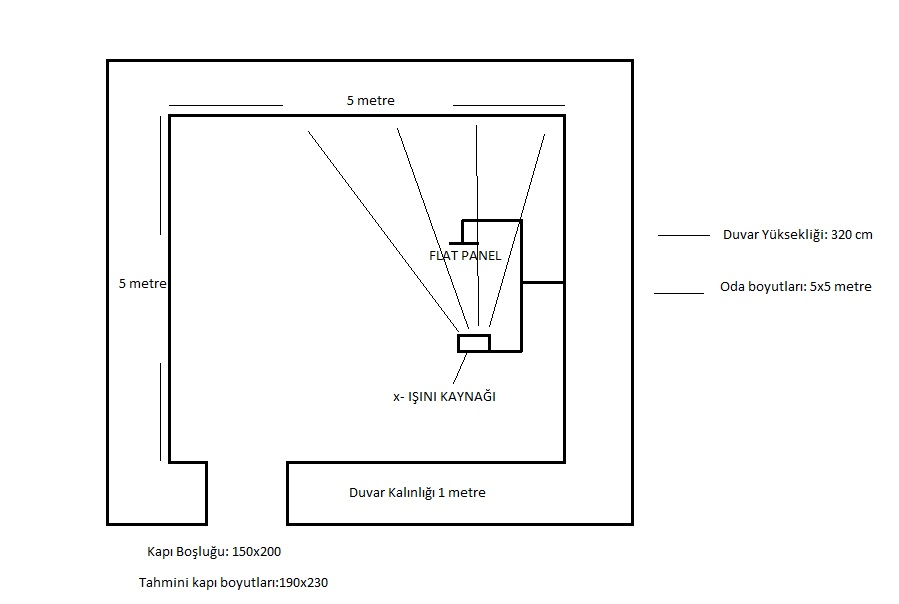 5 metre
Duvar Yüksekliği: 320 cm
FLAT PANEL
5 metre
Oda boyutları: 5x5 metre
x- IŞINI KAYNAĞI
Duvar Kalınlığı 1 metre
Kapı Boşluğu: 150x200
Tahmini kapı boyutları:190x230